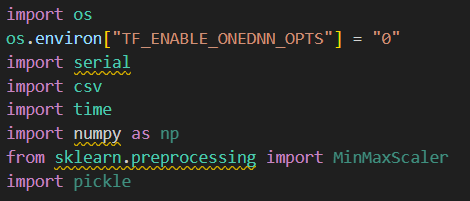 import os
os.environ["TF_ENABLE_ONEDNN_OPTS"] = "0"
import serial
import csv
import time
import numpy as np
from sklearn.preprocessing import MinMaxScaler
import pickle